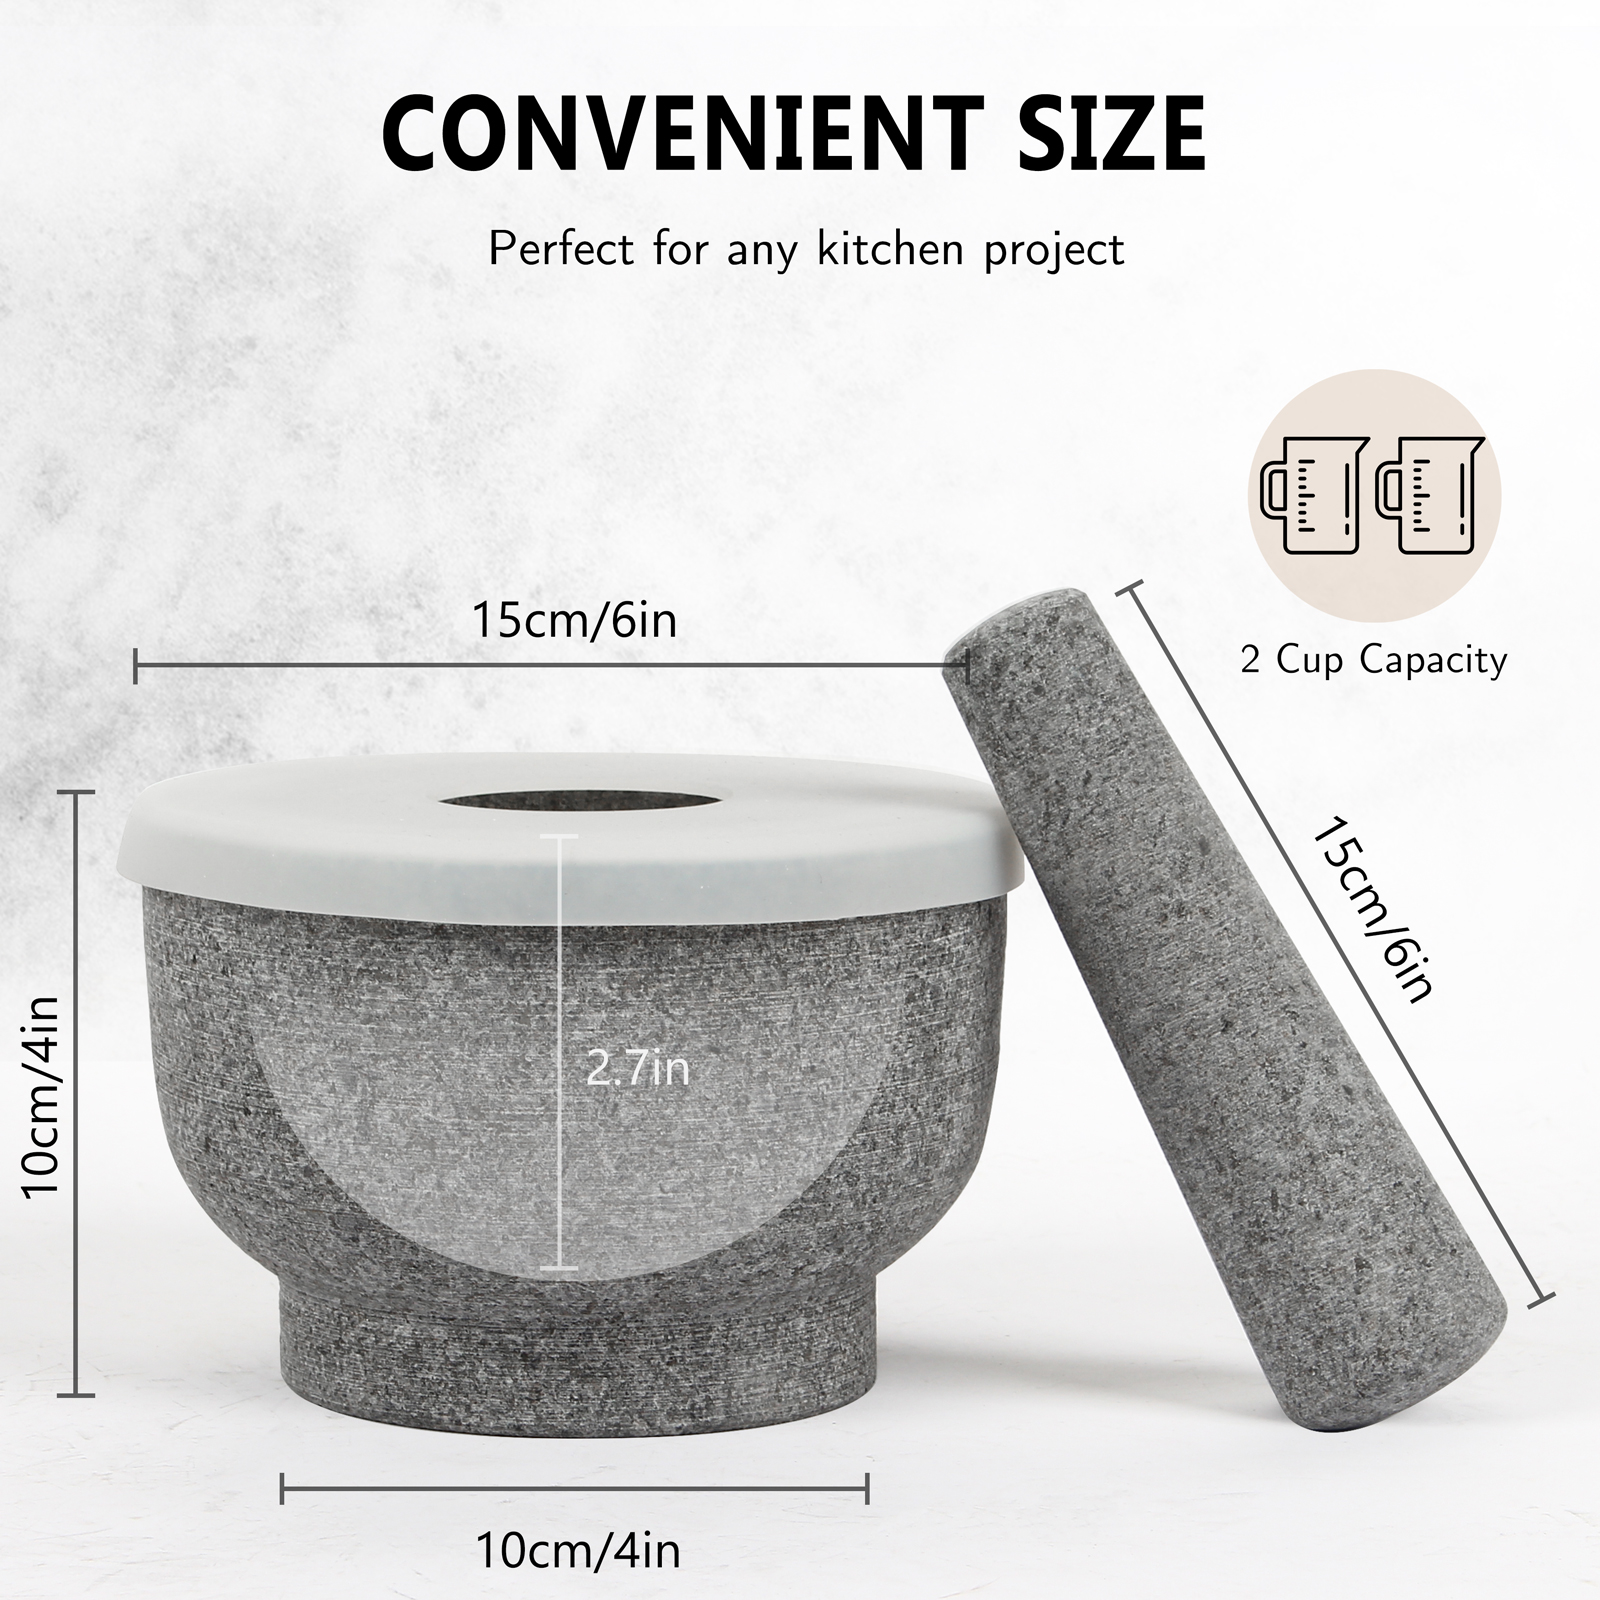 CONVENIENT SIZE
Perfect for any kitchen project
2 Cup Capacity
15cm/6in
15cm/6in
10cm/4in
2.7in
10cm/4in